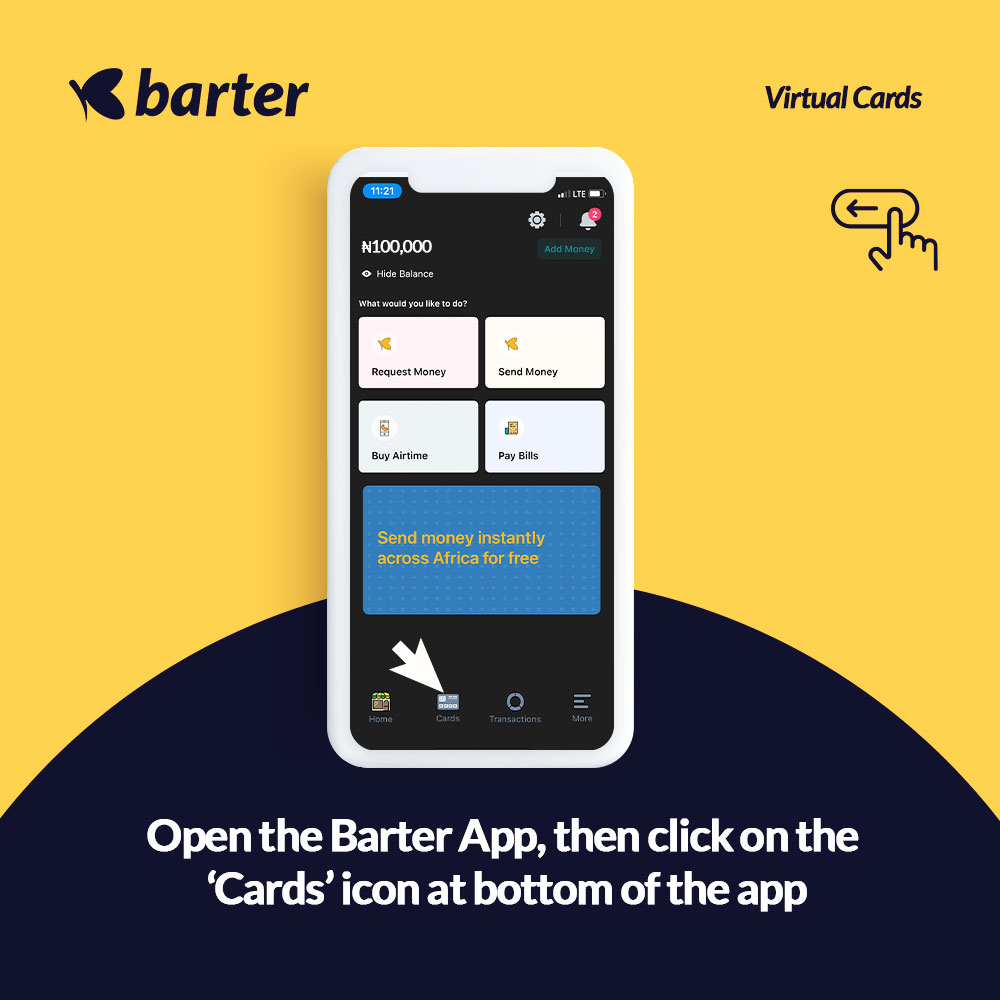 barter
Virtual Cards
11:21
LTE
2
₦100,000
Add Money
Hide Balance
What would you like to do?
Request Money
Send Money
Buy Airtime
Pay Bills
Send money instantly
across Africa for free
Home
Cards
Transactions
More
Open the Barter App, then click on the
‘Cards’ icon at bottom of the app